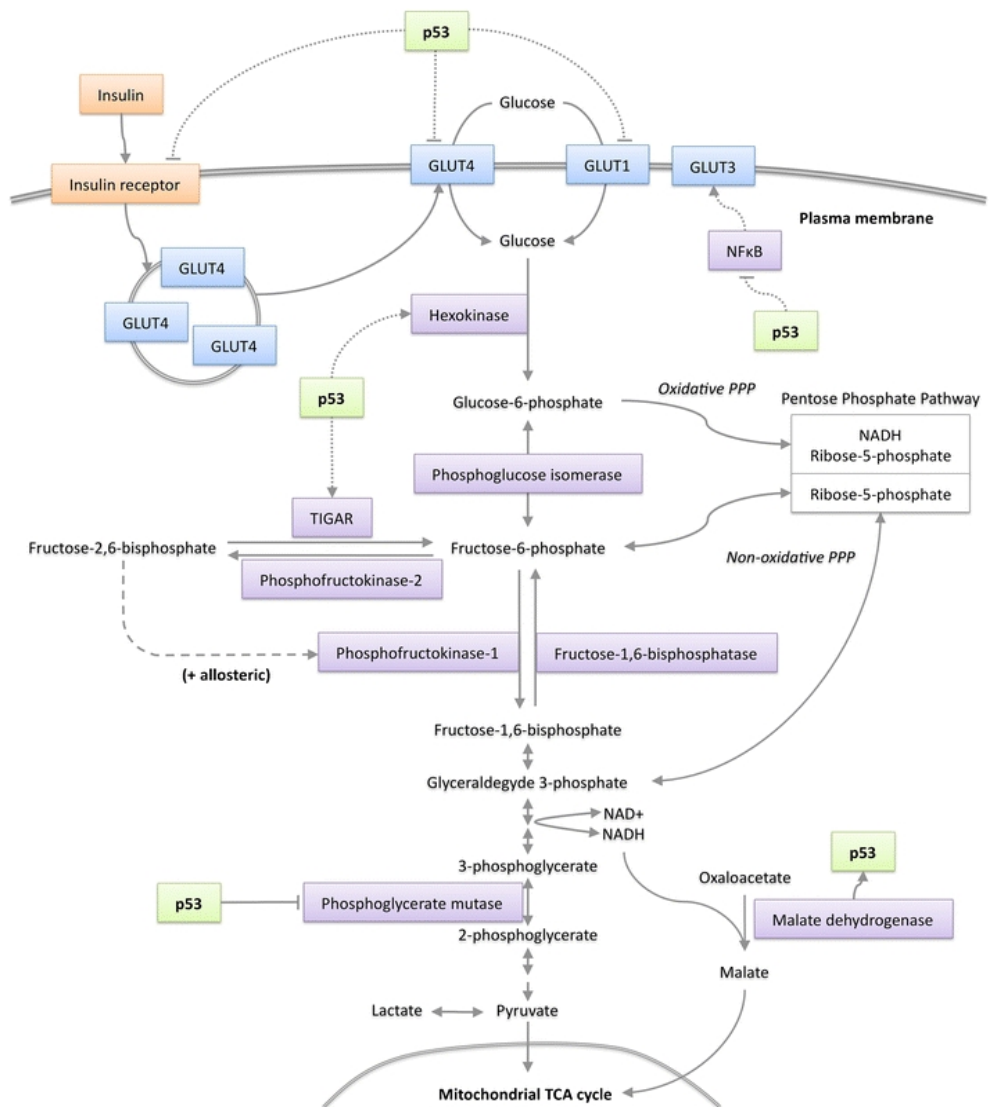 p53
Insulin
Glucose
GLUT4
GLUT1
GLUT3
Insulin receptor
Plasma membrane
Glucose
NFκB
GLUT4
GLUT4
GLUT4
Hexokinase
p53
p53
Oxidative PPP
Pentose Phosphate Pathway
Glucose-6-phosphate
NADH
Ribose-5-phosphate
Phosphoglucose isomerase
Ribose-5-phosphate
TIGAR
Fructose-2,6-bisphosphate
Fructose-6-phosphate
Non-oxidative PPP
Phosphofructokinase-2
Phosphofructokinase-1
Fructose-1,6-bisphosphatase
(+ allosteric)
Fructose-1,6-bisphosphate
Glyceraldegyde 3-phosphate
NAD+
NADH
p53
3-phosphoglycerate
Oxaloacetate
p53
Phosphoglycerate mutase
Malate dehydrogenase
2-phosphoglycerate
Malate
Lactate
Pyruvate
Mitochondrial TCA cycle